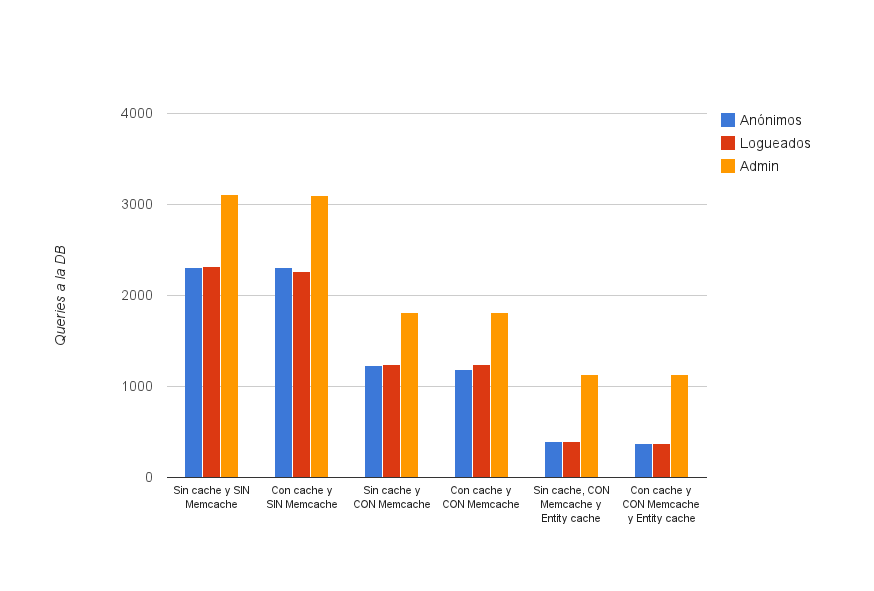 4000
3000
2000
1000
0
Queries a la DB
Anónimos
Logueados
Admin
Sin cache y SIN
Memcache
Con cache y
SIN Memcache
Sin cache y
CON Memcache
Con cache y
CON Memcache
Sin cache, CON
Memcache y
Entity cache
Con cache y
CON Memcache
y Entity cache